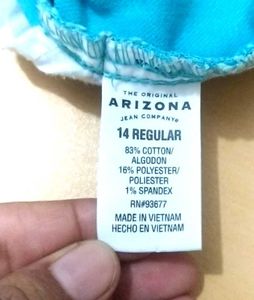 THE ORIGINAL
ARIZONA
JEAN COMPANY®
14 REGULAR
83% COTTON/
ALGODON
16% POLYESTER/
POLIESTER
1% SPANDEX
RN#93677
MADE IN VIETNAM
HECHO EN VIETNAM